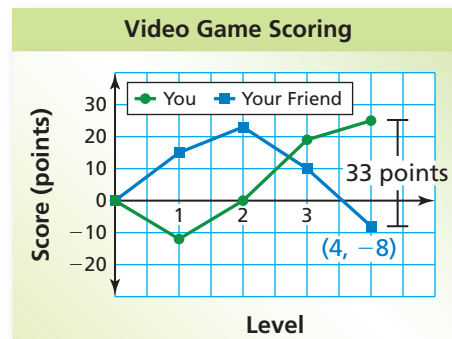 Video Game Scoring
You Your Friend
Score (points)
30
20
10
0
−10
−20
1 2 3
33 points
(4, −8)
Level